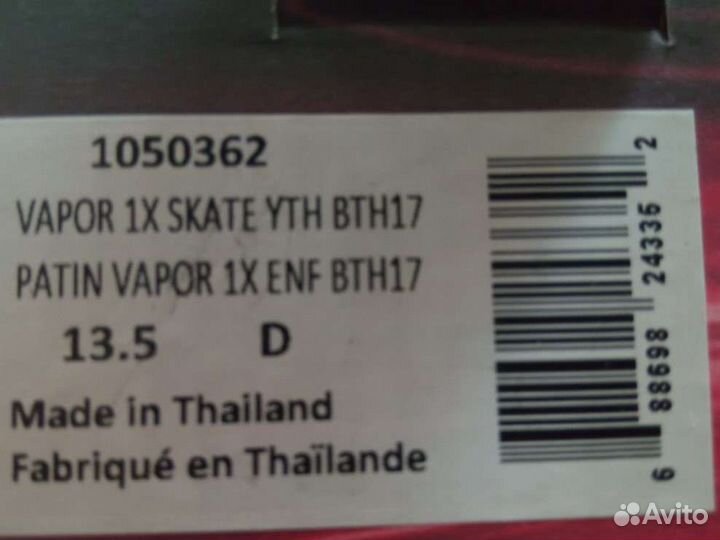 1050362
VAPOR 1X SKATE YTH BTH17
PATIN VAPOR 1X ENF BTH17
13.5 D
Made in Thailand
Fabriqué en Thaïlande
6 88698 24336 2
Avito